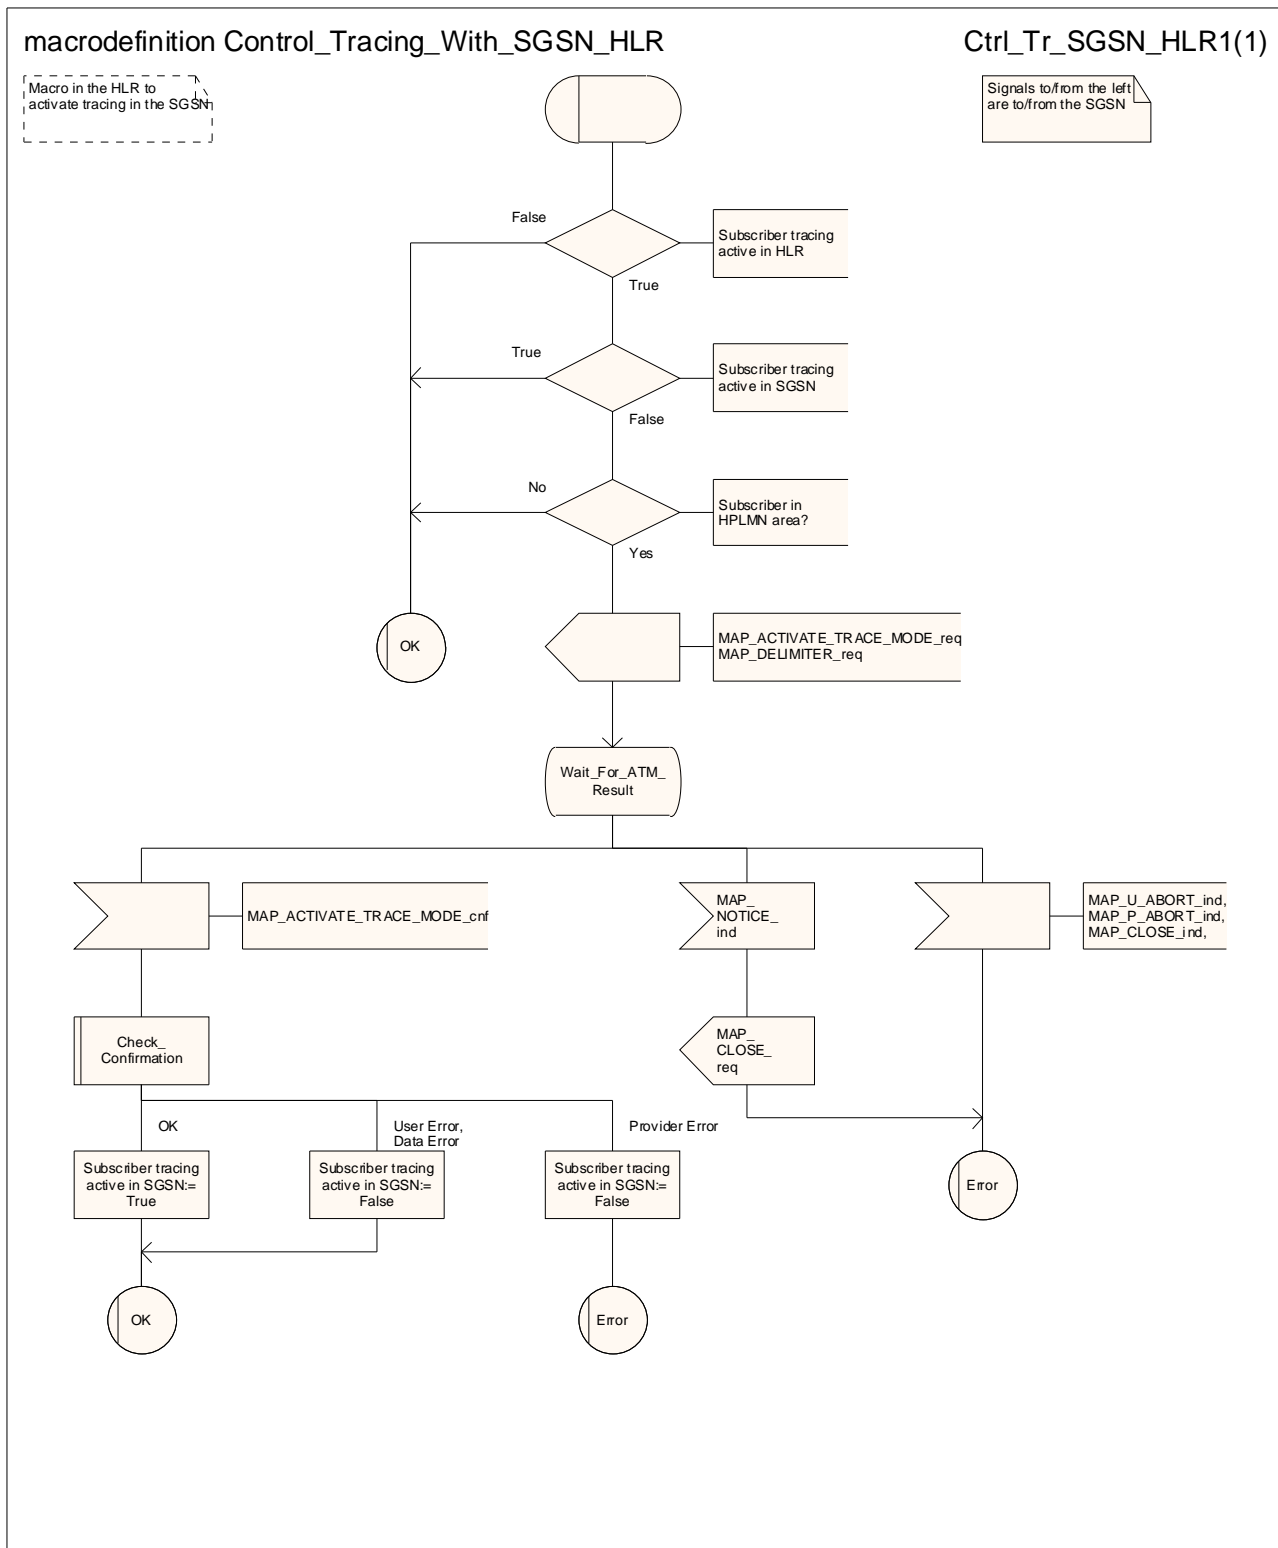 macrodefinition Control_Tracing_With_SGSN_HLR
Ctrl_Tr_SGSN_HLR1(1)
Macro in the HLR to
activate tracing in the SGSN
Signals to/from the left
are to/from the SGSN
False
Subscriber tracing
active in HLR
True
True
Subscriber tracing
active in SGSN
False
No
Subscriber in
HPLMN area?
Yes
OK
MAP_ACTIVATE_TRACE_MODE_req
MAP_DELIMITER_req
Wait_For_ATM_
Result
MAP_ACTIVATE_TRACE_MODE_cnf
MAP_
NOTICE_
ind
MAP_U_ABORT_ind,
MAP_P_ABORT_ind,
MAP_CLOSE_ind,
Check_
Confirmation
MAP_
CLOSE_
req
OK
User Error,
Data Error
Provider Error
Subscriber tracing
active in SGSN:=
True
Subscriber tracing
active in SGSN:=
False
Subscriber tracing
active in SGSN:=
False
Error
OK
Error